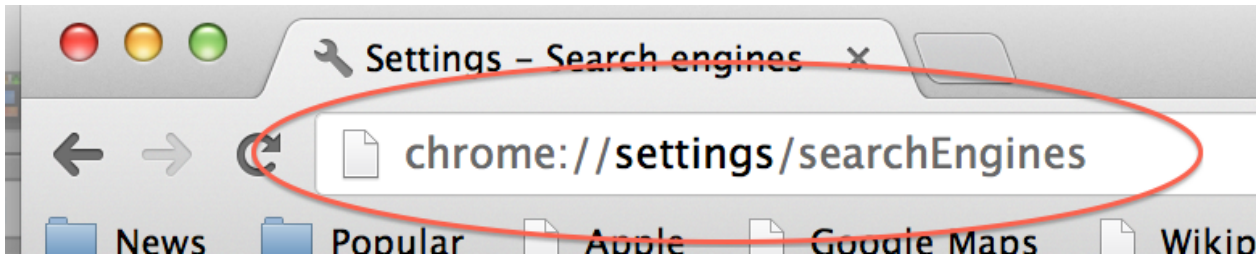 Settings – Search engines
chrome://settings/searchEngines
News Popular Apple Google Maps